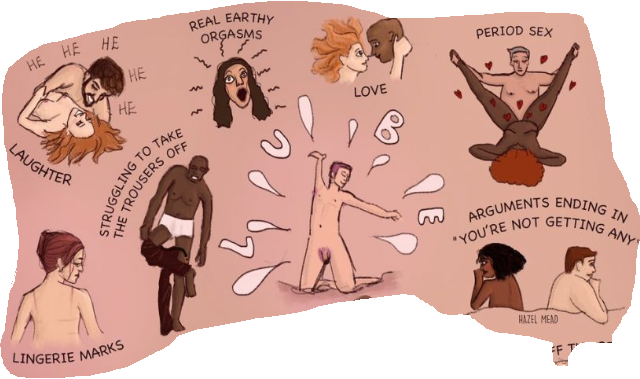 HE HE HE
HE
HE
LAUGHTER
REAL EARTHY
ORGASMS
LOVE
PERIOD SEX
STRUGGLING TO TAKE
THE TROUSERS OFF
LUBE
LINGERIE MARKS
ARGUMENTS ENDING IN
"YOU'RE NOT GETTING ANY
HAZEL MEAD